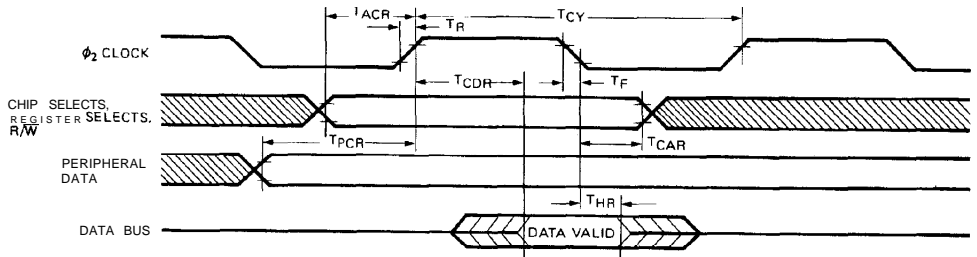 TACR
TR
TCY
ϕ2 CLOCK
TCDR
TF
CHIP SELECTS,
REGISTER SELECTS,
R/W̅
TPCR
TCAR
PERIPHERAL
DATA
THR
DATA BUS
DATA VALID